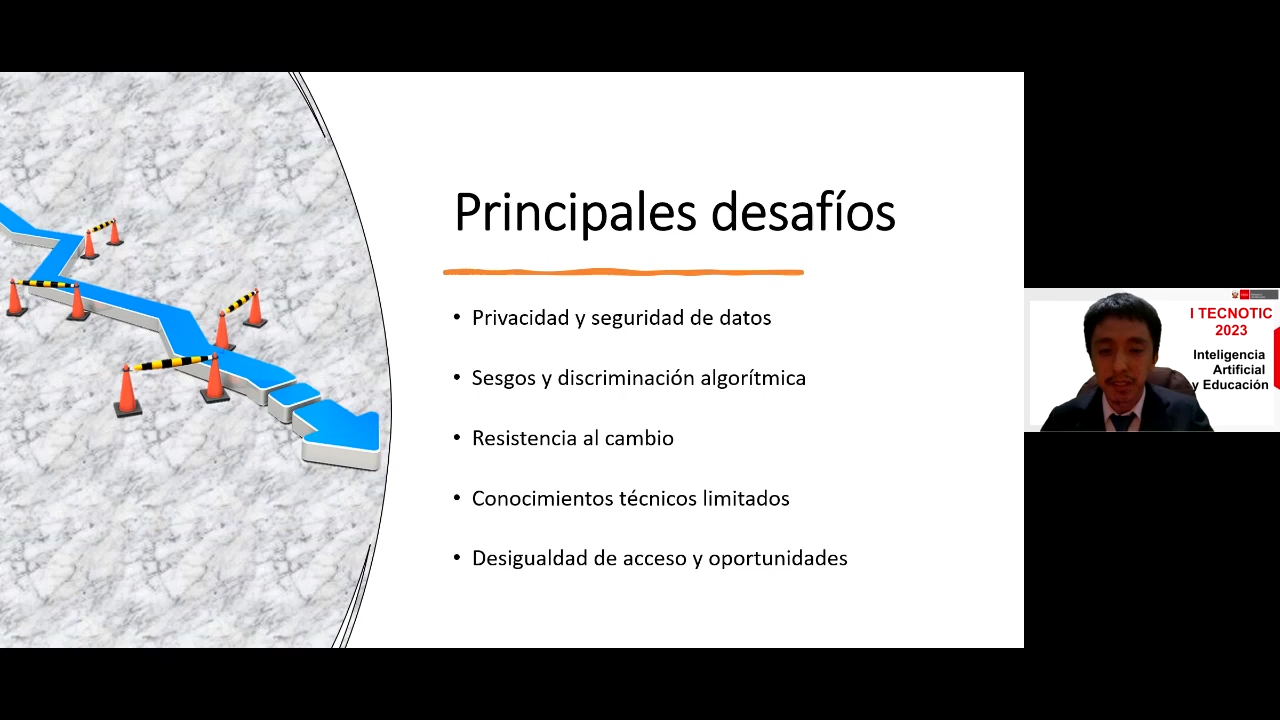 Principales desafíos
• Privacidad y seguridad de datos
• Sesgos y discriminación algorítmica
• Resistencia al cambio
• Conocimientos técnicos limitados
• Desigualdad de acceso y oportunidades
I TECNOTIC
2023
Inteligencia
Artificial
y Educación